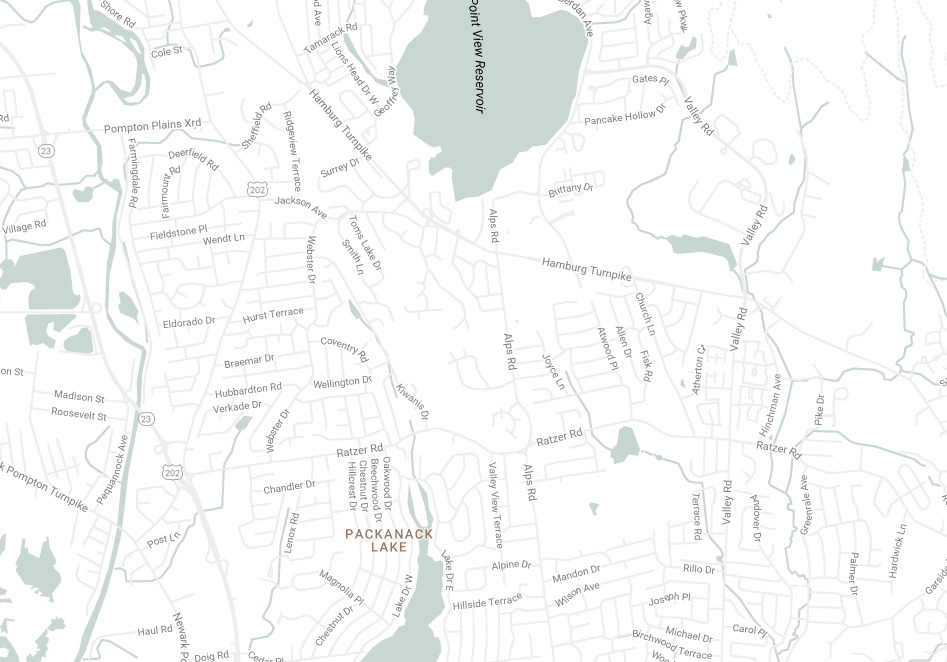 Shore Rd
Cole St
Tamarack Rd
Lions Head Dr W
Point View Reservoir
Gates Pl
Pancake Hollow Dr
Valley Rd
Hamburg Turnpike
Sheffield Rd
Pompton Plains Xrd
23
Farmingdale Rd
Deerfield Rd
Fairmount Rd
Ridgeview Terrace
Surrey Dr
202
Jackson Ave
Brittany Dr
Village Rd
Fieldstone Pl
Wendt Ln
Webster Dr
Toms Lake Dr
Smith Ln
Alps Rd
Valley Rd
Hamburg Turnpike
Church Ln
Eldorado Dr
Hurst Terrace
Valley Rd
Coventry Rd
Alps Rd
Allen Dr
Atwood Pl
Fisk Rd
Joyce Ln
Atherton Cr
Braemar Dr
Wellington Dr
Hubbardton Rd
Verkade Dr
Kiwanis Dr
Madison St
Roosevelt St
23
Webster Dr
Hinchman Ave
Pike Dr
Ratzer Rd
Ratzer Rd
Ratzer Rd
Pequannock Ave
Pompton Turnpike
202
Chandler Dr
Hillcrest Dr
Chestnut Dr
Beechwood Dr
Oakwood Dr
Valley View Terrace
Alps Rd
Terrace Rd
Valley Rd
Andover Dr
Greenrale Ave
Hardwick Ln
Palmer Dr
Lenox Rd
Post Ln
PACKANACK
LAKE
Lake Dr E
Lake Dr W
Alpine Dr
Mandon Dr
Wilson Ave
Rillo Dr
Hillside Terrace
Joseph Pl
Magnolia Pl
Chestnut Dr
Haul Rd
Doig Rd
Cedar Pl
Michael Dr
Carol Pl
Birchwood Terrace